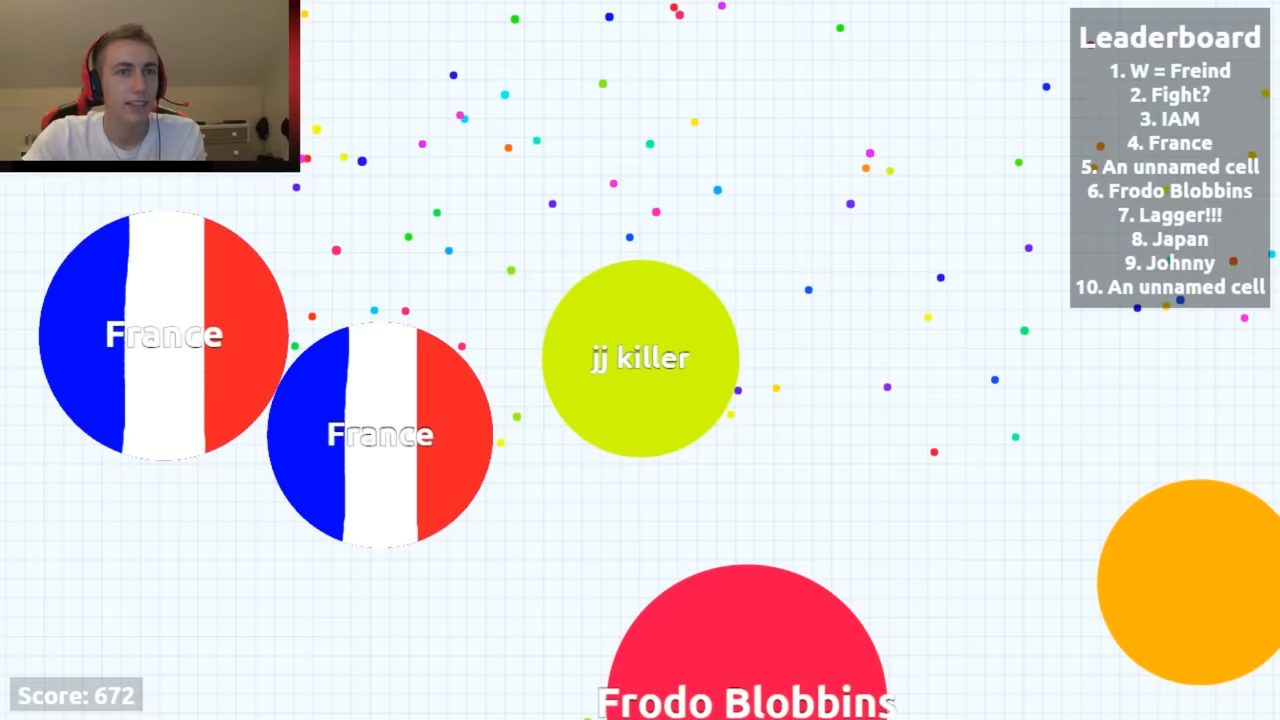 Leaderboard
1. W = Freind
2. Fight?
3. IAM
4. France
5. An unnamed cell
6. Frodo Blobbins
7. Lagger!!!
8. Japan
9. Johnny
10. An unnamed cell
France
France
jj killer
Frodo Blobbins
Score: 672